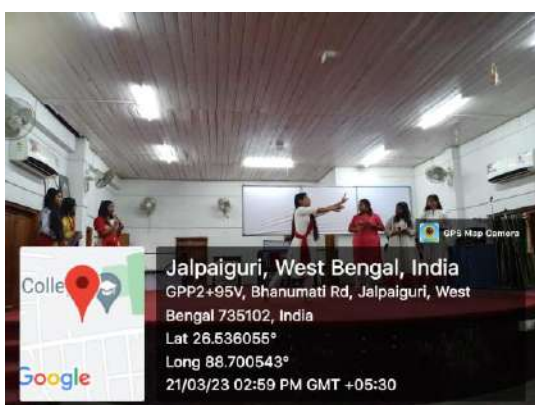 GPS Map Camera
Colle
Google
Jalpaiguri, West Bengal, India
GPP2+95V, Bhanumati Rd, Jalpaiguri, West
Bengal 735102, India
Lat 26.536055°
Long 88.700543°
21/03/23 02:59 PM GMT +05:30